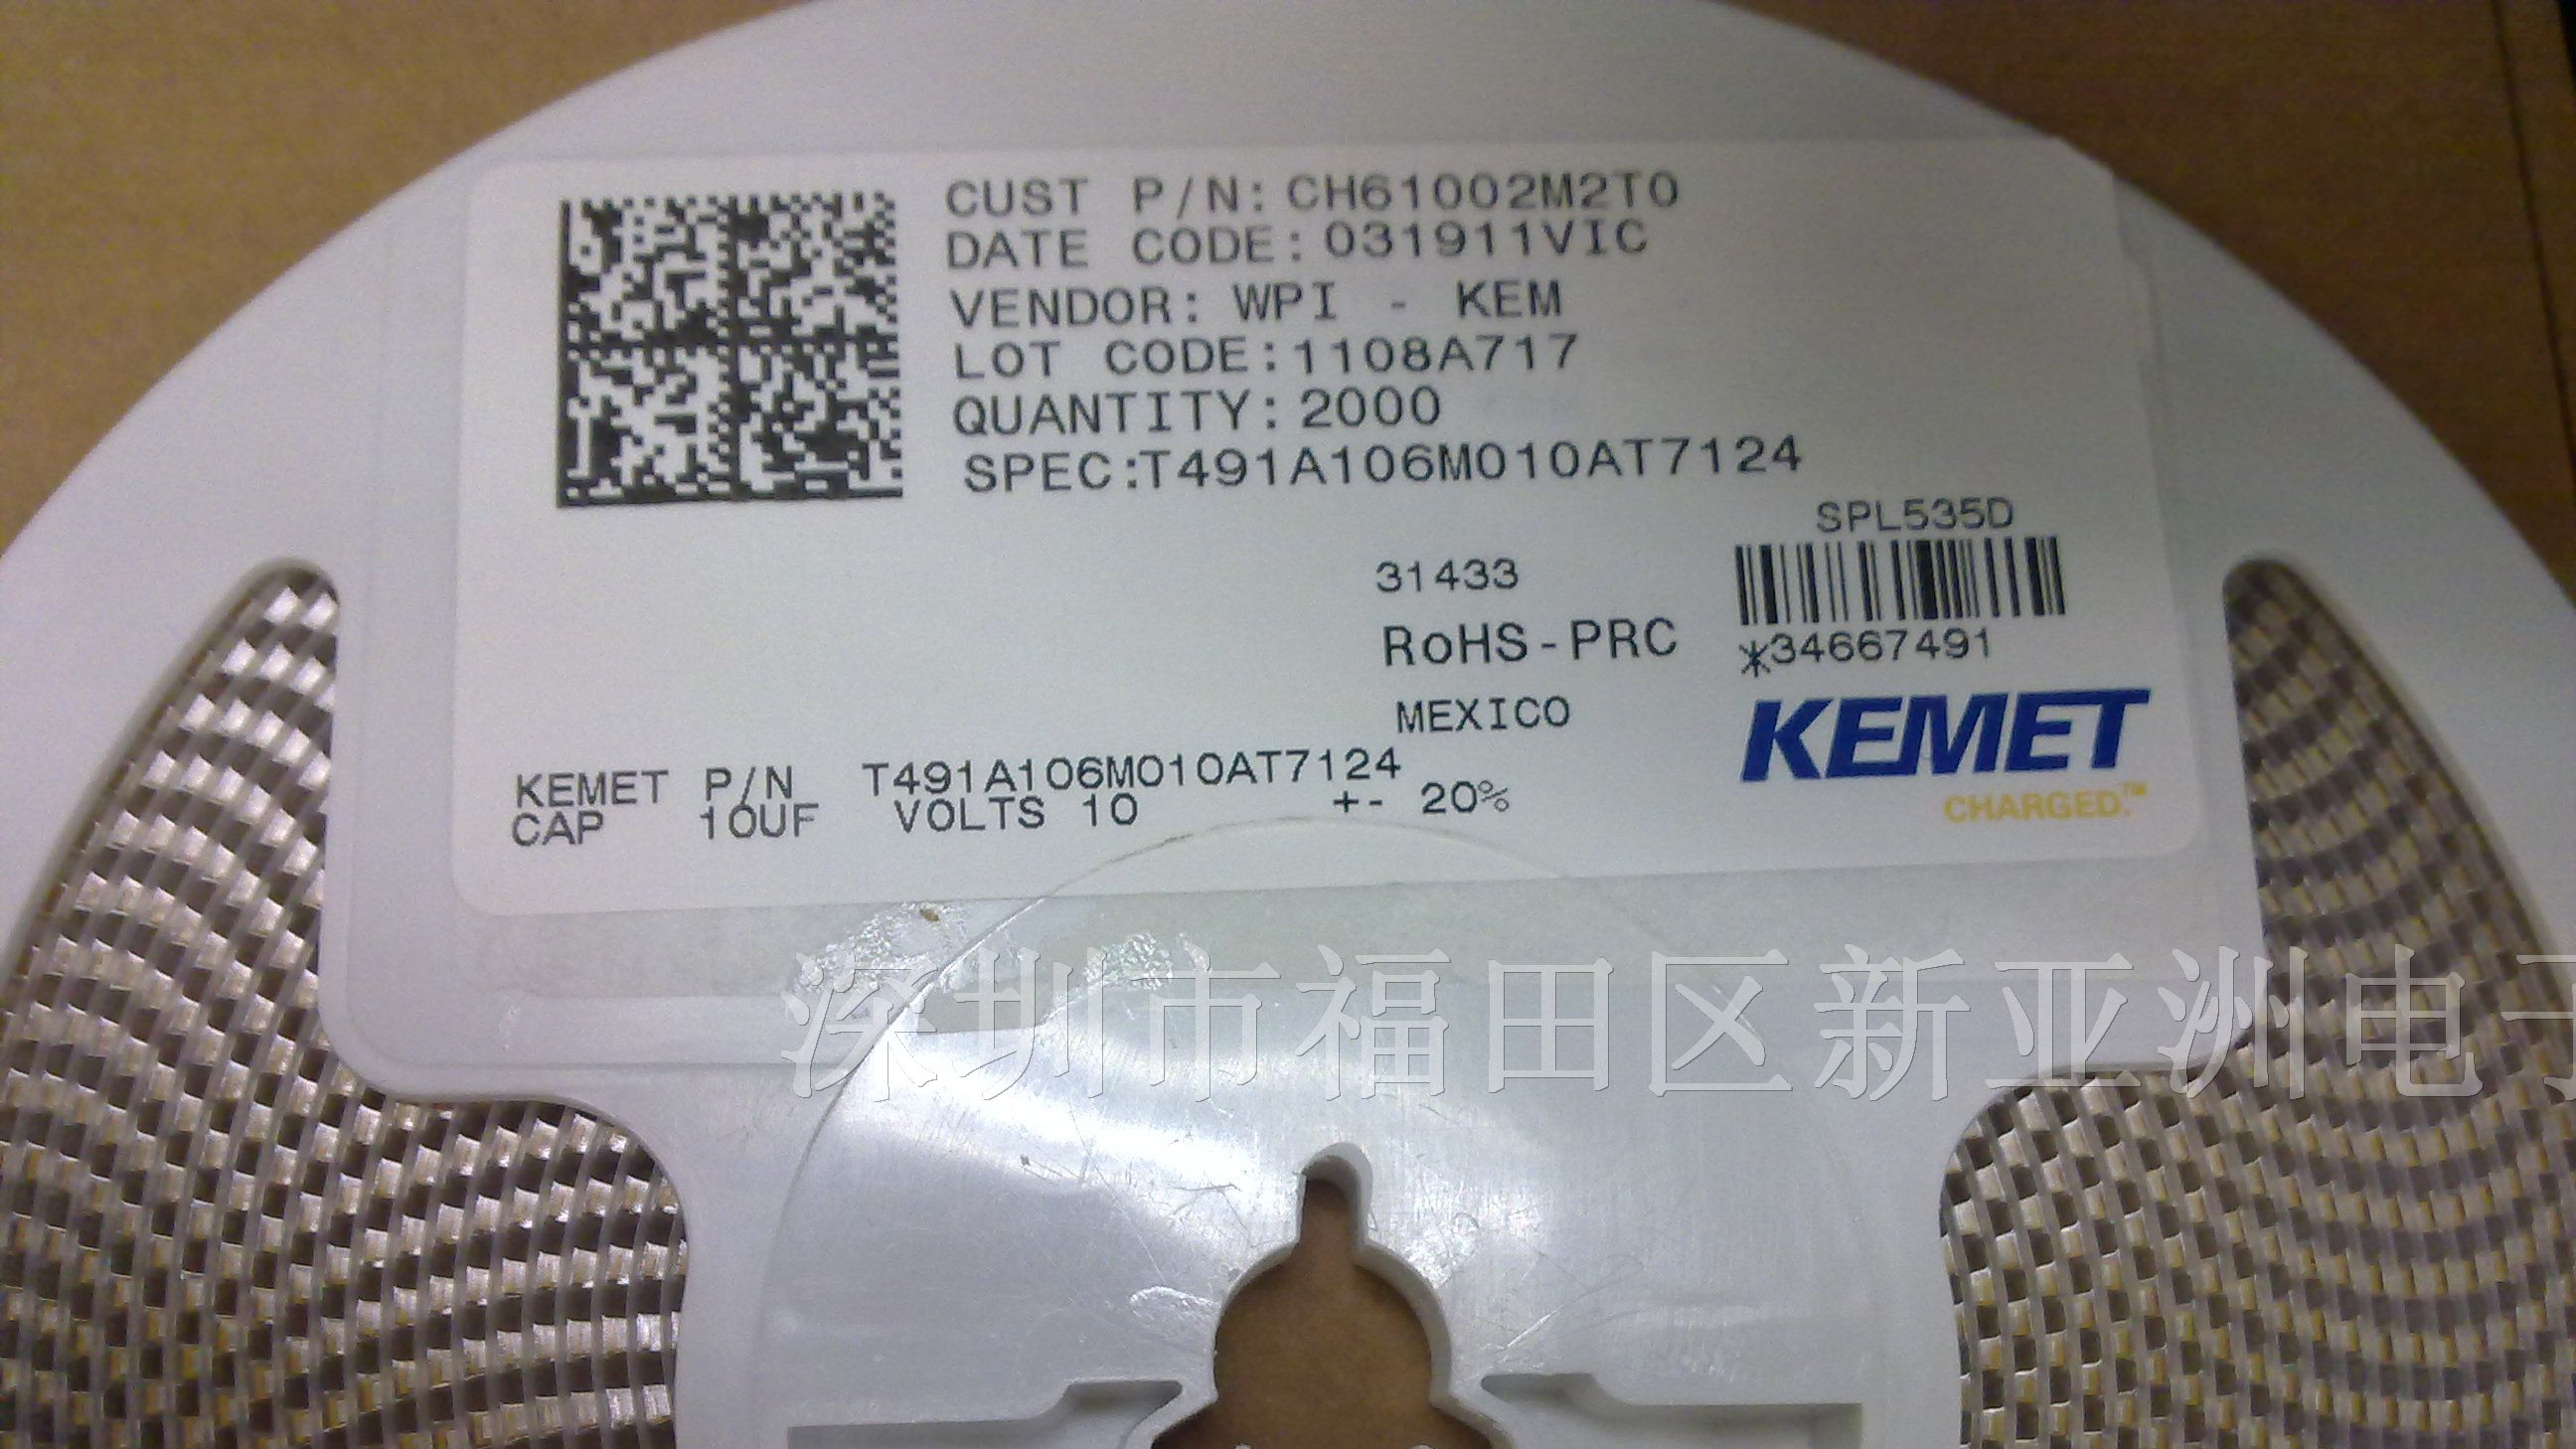 CUST P/N: CH61002M2T0
DATE CODE: 031911VIC
VENDOR: WPI - KEM
LOT CODE:1108A717
QUANTITY: 2000
SPEC:T491A106M010AT7124
SPL535D
31433
RoHS-PRC
*34667491
MEXICO
KEMET
CHARGED.™
KEMET P/N T491A106M010AT7124
CAP 10UF VOLTS 10 +- 20%
深圳市福田区新亚洲电子